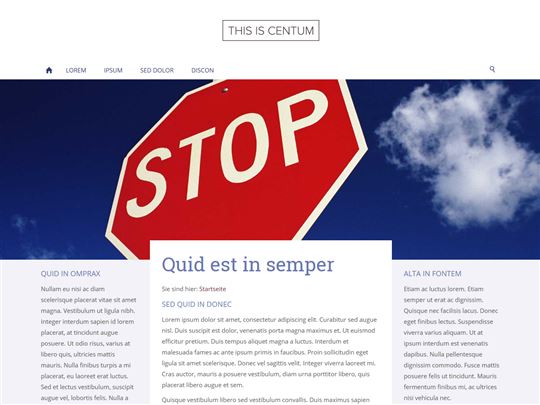 THIS IS CENTUM
LOREM IPSUM SED DOLOR DISCON
STOP
QUID IN OMPRAX
Nullam eu nisi ac diam
scelerisque placerat vitae sit amet
magna. Vestibulum ut ligula nibh.
Integer interdum sapien id lorem
placerat, at tincidunt augue
posuere. Ut odio risus, varius at
libero quis, ultricies mattis
mauris. Nulla finibus turpis a mi
placerat, eu feugiat erat luctus.
Sed et lectus vestibulum, suscipit
augue vel, lobortis nulla. Nulla a
Quid est in semper
Sie sind hier: Startseite
SED QUID IN DONEC
Lorem ipsum dolor sit amet, consectetur adipiscing elit. Curabitur sed augue
nisl. Duis suscipit est dolor, venenatis porta magna maximus et. Ut euismod
efficitur pretium. Duis tempus aliquet magna a luctus. Interdum et
malesuada fames ac ante ipsum primis in faucibus. Proin sollicitudin eget
ligula sit amet scelerisque. Donec vel sagittis velit. Integer viverra laoreet mi.
Cras auctor, mauris a posuere vestibulum, diam urna porttitor libero, quis
placerat libero augue et sem.
Quisque vestibulum libero sed vestibulum congue. Duis maximus sapien
ALTA IN FONTEM
Etiam ac luctus lorem. Etiam
semper ut erat ac dignissim.
Quisque nec facilisis lacus. Donec
eget finibus lectus. Suspendisse
viverra varius aliquam. Ut at
ipsum interdum est venenatis
dapibus. Nulla pellentesque
dignissim commodo. Fusce mattis
posuere felis ut tincidunt. Mauris
fermentum finibus mi, ac ultricies
nisi vehicula nec.